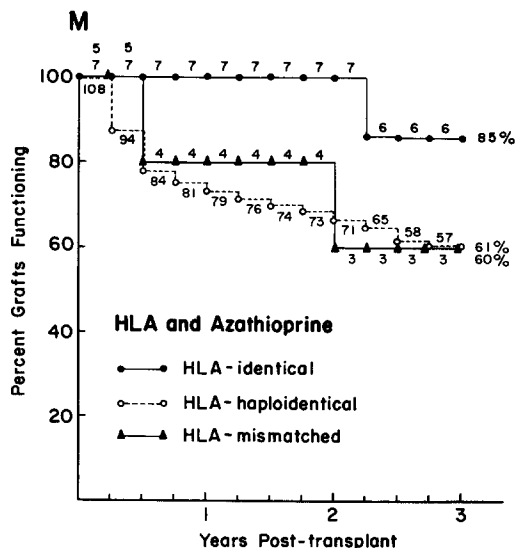 M
5 5
7 7 7 7 7 7 7 7 7
100
108
94
6 6 6 85%
4 4 4 4 4
80
84 81 79 76 74 73 71 65 58 57
61%
60
3 3 3 3 60%
HLA and Azathioprine
HLA-identical
40
HLA-haploidentical
20
HLA-mismatched
1 2 3
Years Post-transplant
Percent Grafts Functioning